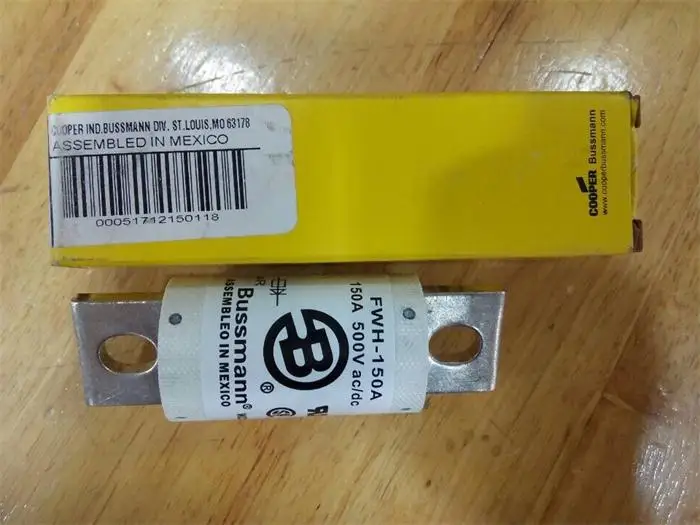 COOPER IND.BUSSMANN DIV. ST.LOUIS,MO 63178
ASSEMBLED IN MEXICO
00051712150118
COOPER Bussmann
www.cooperbussmann.com
FWH-150A
150A 500V ac/dc
B
®
Bussmann®
ASSEMBLED IN MEXICO
aR